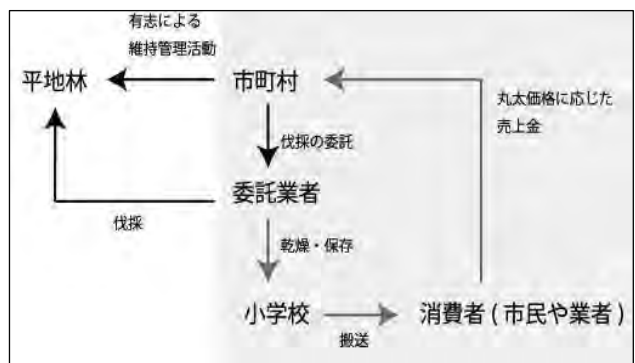 有志による
維持管理活動
平地林
市町村
丸太価格に応じた
売上金
伐採の委託
委託業者
伐採
乾燥・保存
小学校
消費者(市民や業者)
搬送